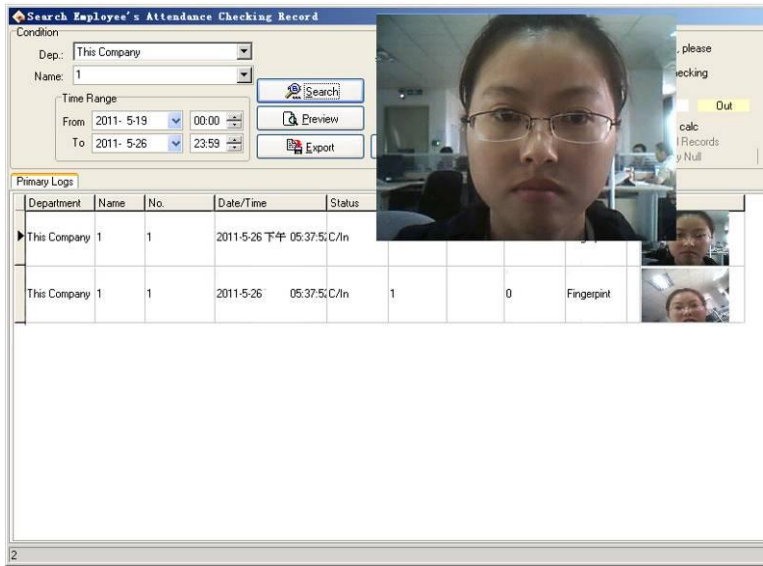 Search Employee's Attendance Checking Record
Condition
Dep.: This Company
, please
Name: 1
ecking
Search
Time Range
Out
From 2011- 5-19 00:00
Preview
calc
To 2011- 5-26 23:59
Export
Records
y Null
Primary Logs
Department Name No. Date/Time Status
This Company 1 1 2011-5-26 下午 05:37:52 C/In
This Company 1 1 2011-5-26 05:37:52 C/In 1 0 Fingerpint
2